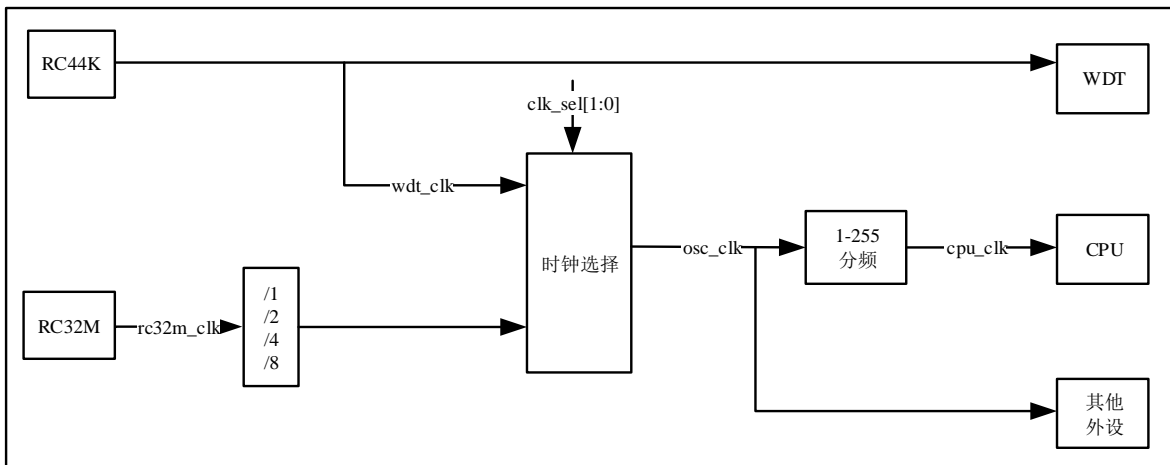 RC44K
WDT
clk_sel[1:0]
wdt_clk
时钟选择
osc_clk
1-255
分频
cpu_clk
CPU
RC32M
rc32m_clk
/1
/2
/4
/8
其他
外设